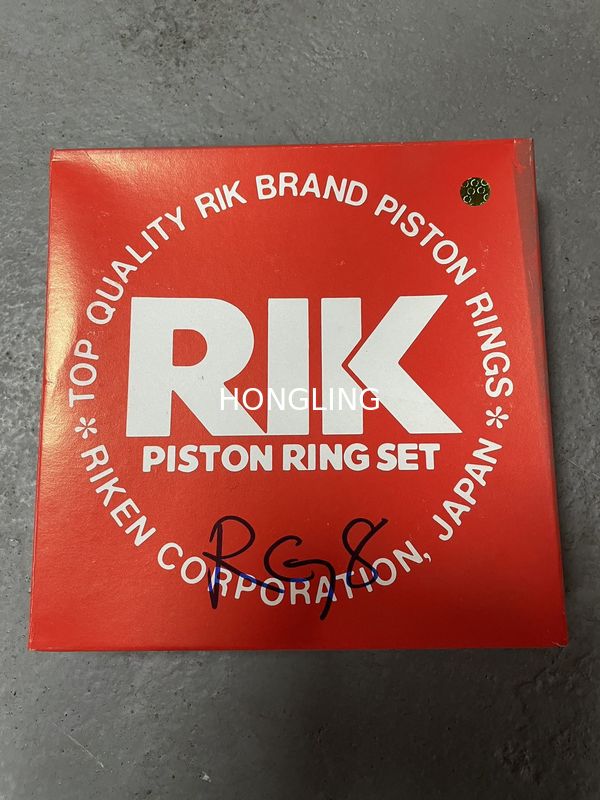 * TOP QUALITY RIK BRAND PISTON RINGS *
RIK
HONGLING
PISTON RING SET
RG8
RIKEN CORPORATION, JAPAN